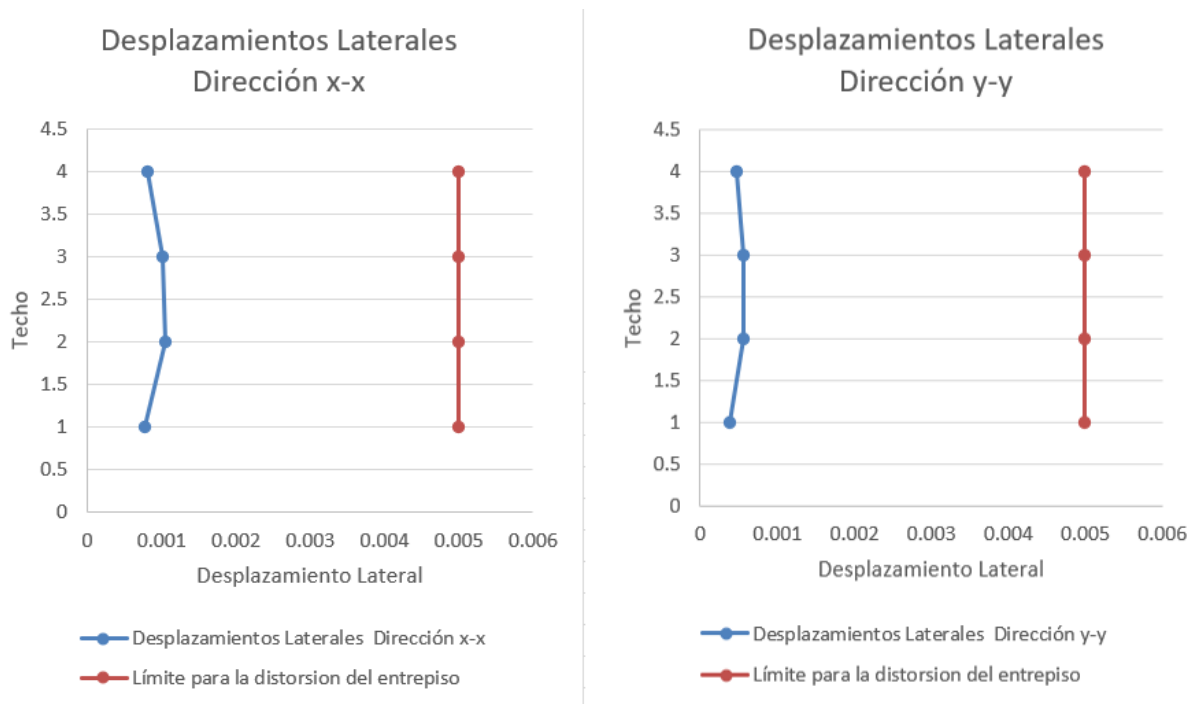 Desplazamientos Laterales
Dirección x-x
4.5
4
3.5
3
2.5
2
1.5
1
0.5
0
Techo
0 0.001 0.002 0.003 0.004 0.005 0.006
Desplazamiento Lateral
Desplazamientos Laterales Dirección x-x
Límite para la distorsion del entrepiso
Desplazamientos Laterales
Dirección y-y
4.5
4
3.5
3
2.5
2
1.5
1
0.5
0
Techo
0 0.001 0.002 0.003 0.004 0.005 0.006
Desplazamiento Lateral
Desplazamientos Laterales Dirección y-y
Límite para la distorsion del entrepiso